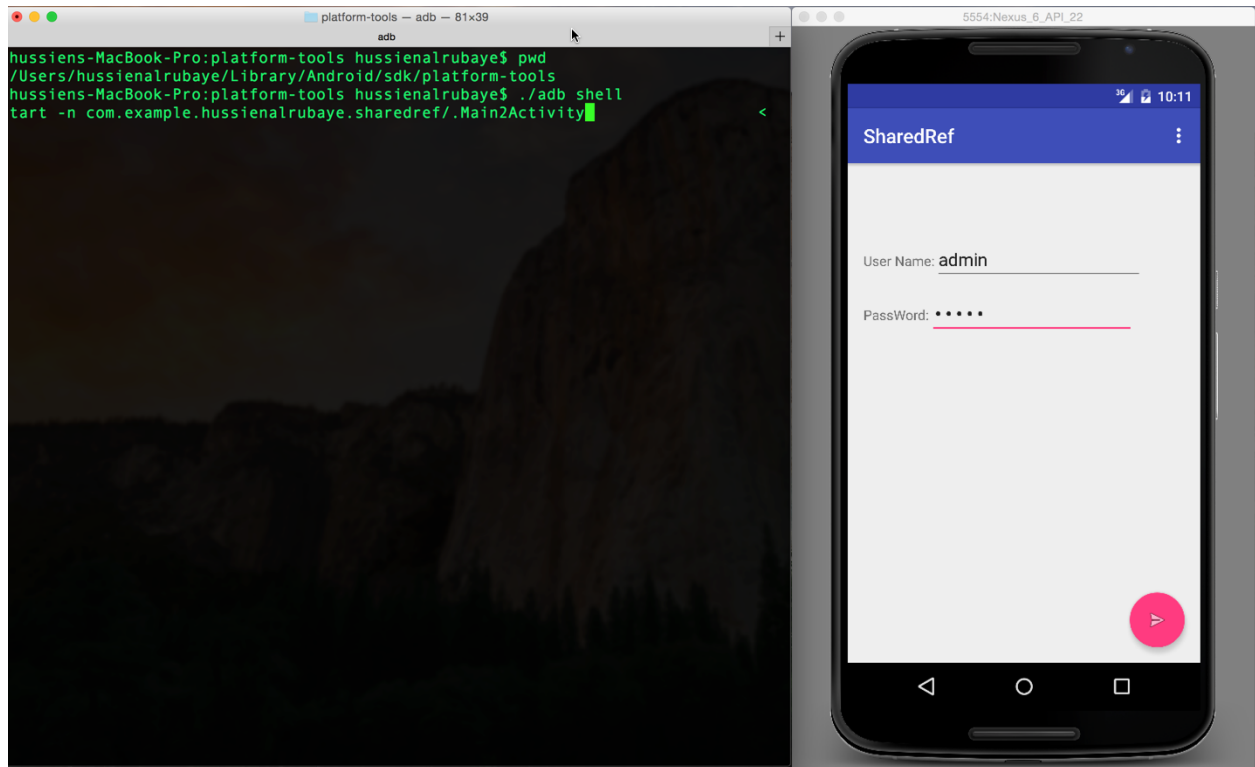 platform-tools — adb — 81×39
adb
+
hussiens-MacBook-Pro:platform-tools hussienalrubaye$ pwd
/Users/hussienalrubaye/Library/Android/sdk/platform-tools
hussiens-MacBook-Pro:platform-tools hussienalrubaye$ ./adb shell
tart -n com.example.hussienalrubaye.sharedref/.Main2Activity <
5554:Nexus_6_API_22
3G 10:11
SharedRef
User Name: admin
PassWord: •••••